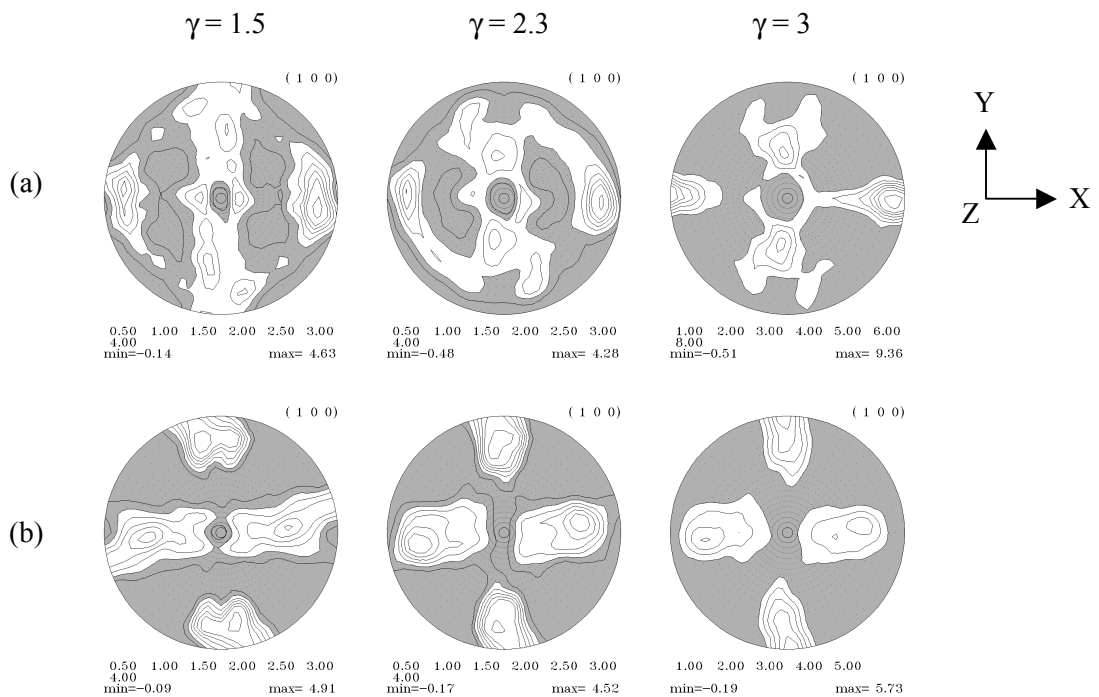 γ = 1.5 γ = 2.3 γ = 3
(1 0 0) (1 0 0) (1 0 0)
Y
(a)
Z X
0.50 1.00 1.50 2.00 2.50 3.00 0.50 1.00 1.50 2.00 2.50 3.00 1.00 2.00 3.00 4.00 5.00 6.00
4.00 4.00 8.00
min=−0.14 max= 4.63 min=−0.48 max= 4.28 min=−0.51 max= 9.36
(1 0 0) (1 0 0) (1 0 0)
(b)
0.50 1.00 1.50 2.00 2.50 3.00 0.50 1.00 1.50 2.00 2.50 3.00 1.00 2.00 3.00 4.00 5.00
4.00 4.00
min=−0.09 max= 4.91 min=−0.17 max= 4.52 min=−0.19 max= 5.73